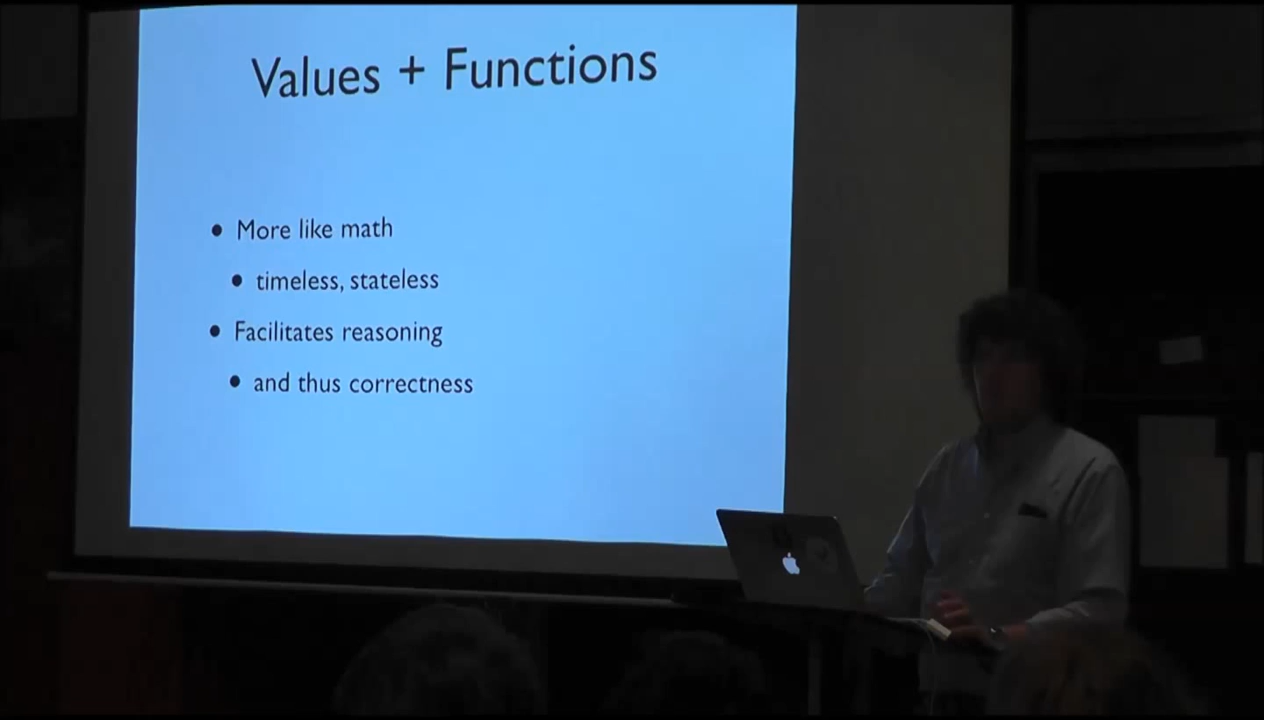 Values + Functions
• More like math
• timeless, stateless
• Facilitates reasoning
• and thus correctness